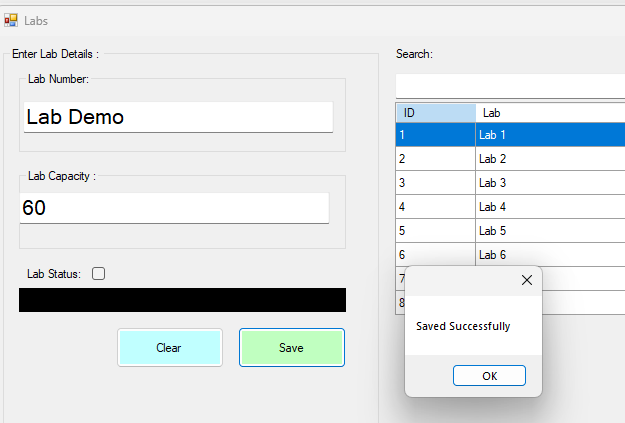 Labs
Enter Lab Details :
Search:
Lab Number:
Lab Demo
ID Lab
1 Lab 1
2 Lab 2
Lab Capacity :
3 Lab 3
60
4 Lab 4
5 Lab 5
6 Lab 6
Lab Status:
7
8
Saved Successfully
Clear
Save
OK